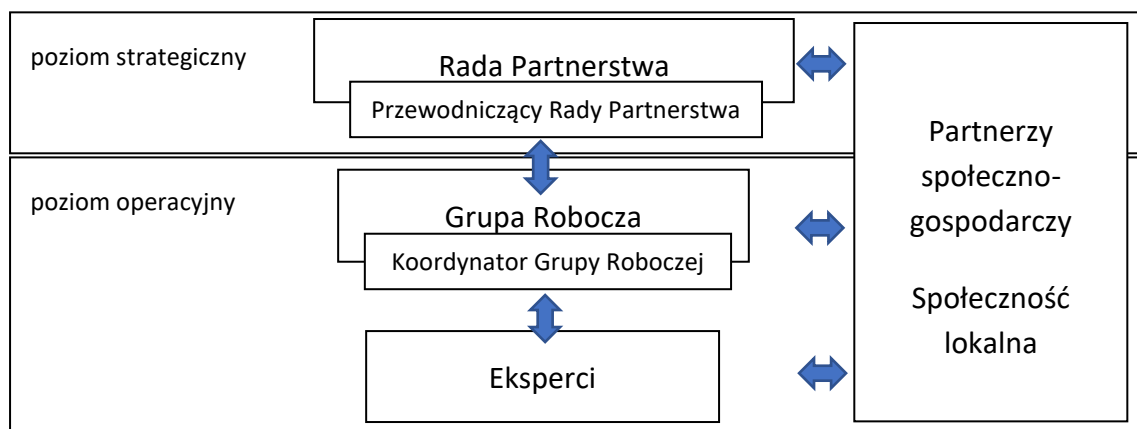 poziom strategiczny
Rada Partnerstwa
Przewodniczący Rady Partnerstwa
poziom operacyjny
Grupa Robocza
Koordynator Grupy Roboczej
Eksperci
Partnerzy
społeczno-
gospodarczy
Społeczność
lokalna